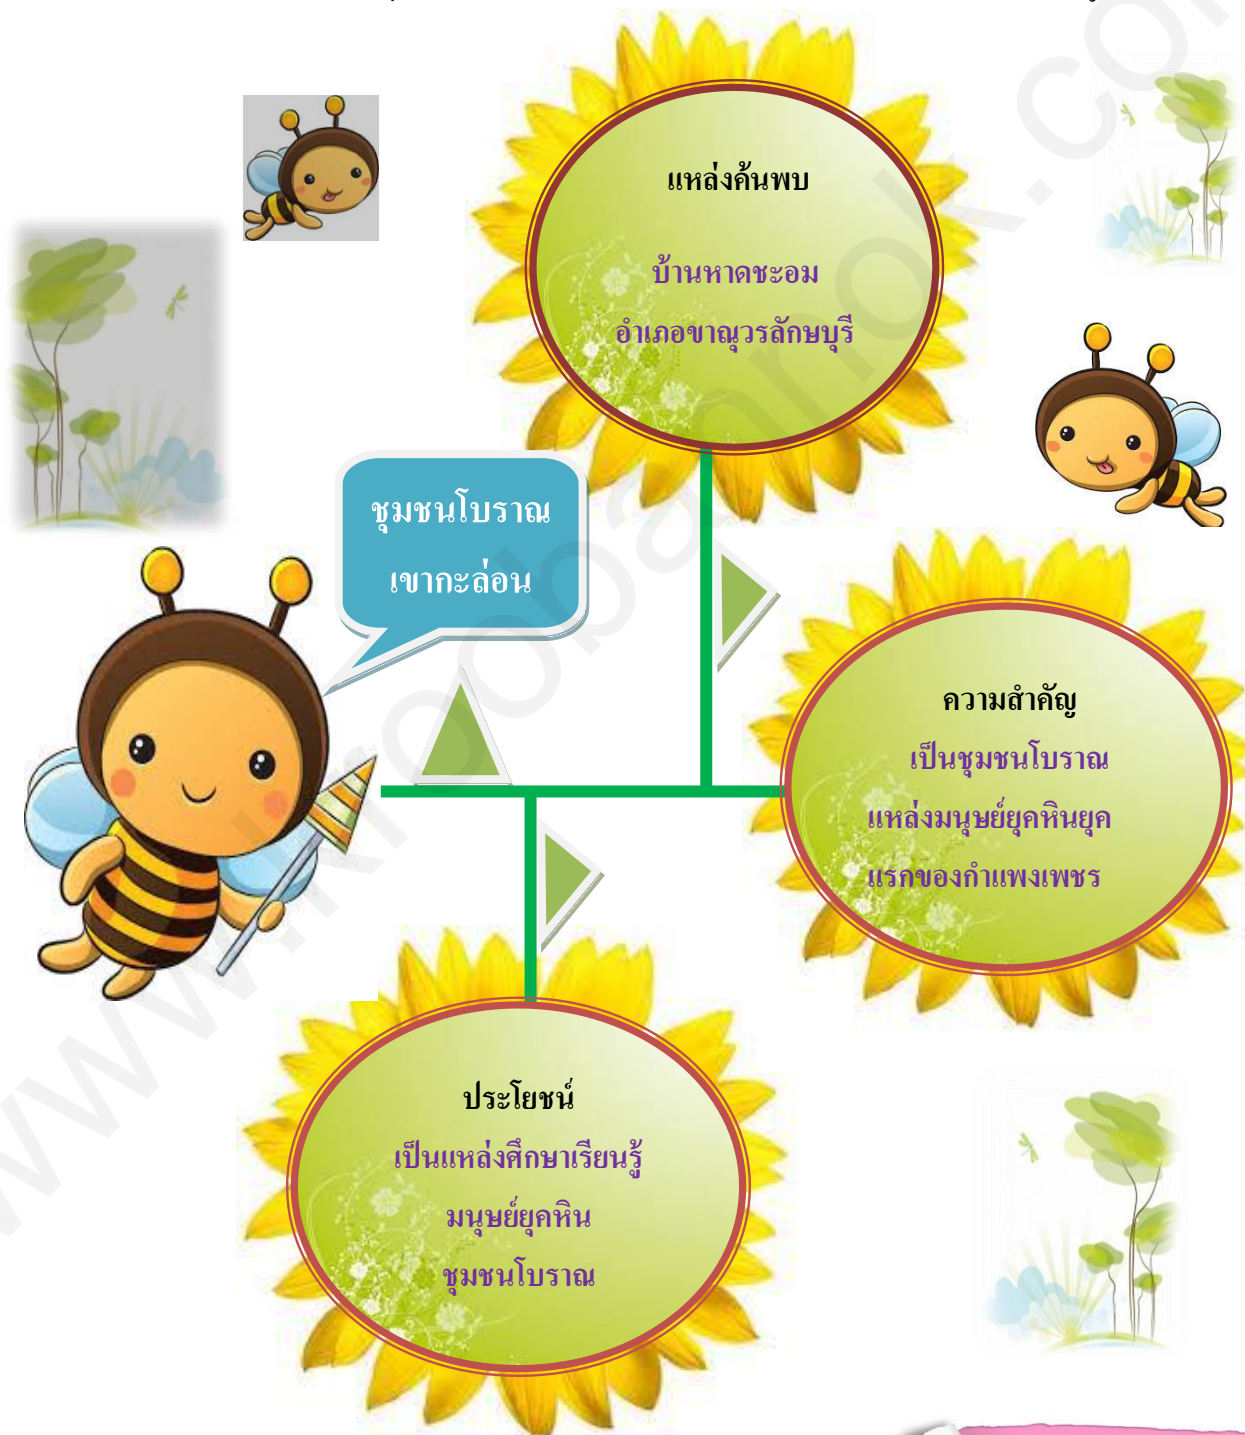 แหล่งค้นพบ
บ้านหาดชะอม
อำเภอขาณุวรลักษบุรี
ชุมชนโบราณ
เขากะล่อน
ความสำคัญ
เป็นชุมชนโบราณ
แหล่งมนุษย์ยุคหินยุค
แรกของกำแพงเพชร
ประโยชน์
เป็นแหล่งศึกษาเรียนรู้
มนุษย์ยุคหิน
ชุมชนโบราณ